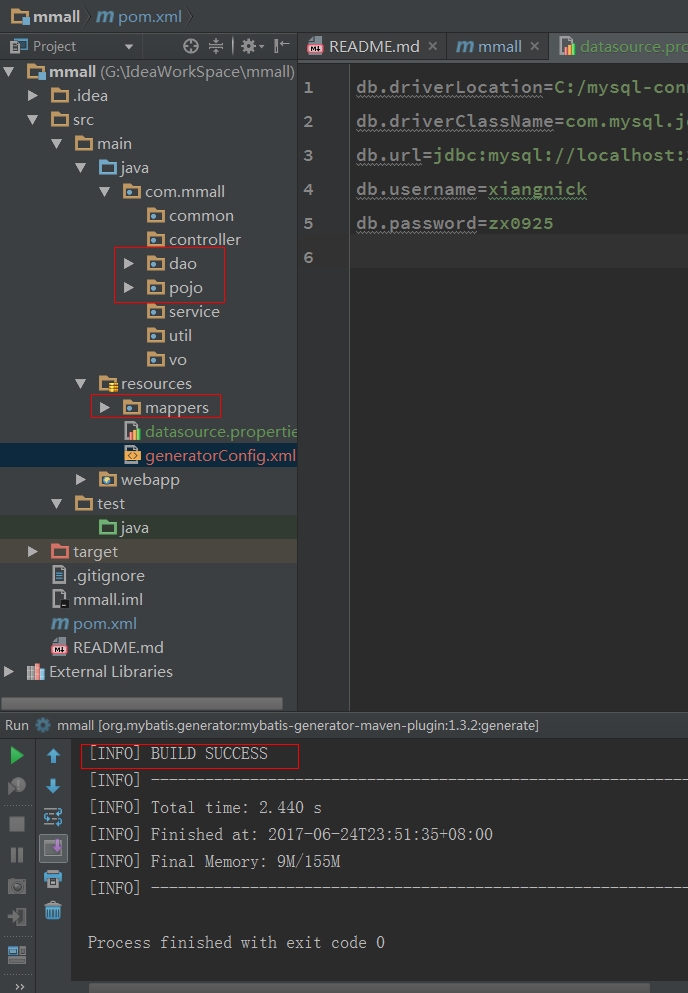 mmall pom.xml
Project
README.md mmall datasource.pro
mmall (G:\IdeaWorkSpace\mmall)
.idea
src
main
java
com.mmall
common
controller
dao
pojo
service
util
vo
resources
mappers
datasource.propertie
generatorConfig.xml
webapp
test
java
target
.gitignore
mmall.iml
pom.xml
README.md
External Libraries
1 db.driverLocation=C:/mysql-conn
2 db.driverClassName=com.mysql.jd
3 db.url=jdbc:mysql://localhost:
4 db.username=xiangnick
5 db.password=zx0925
6
Run mmall [org.mybatis.generator:mybatis-generator-maven-plugin:1.3.2:generate]
[INFO] BUILD SUCCESS
[INFO] ------------------------------------------------------------
[INFO] Total time: 2.440 s
[INFO] Finished at: 2017-06-24T23:51:35+08:00
[INFO] Final Memory: 9M/155M
[INFO] ------------------------------------------------------------
Process finished with exit code 0